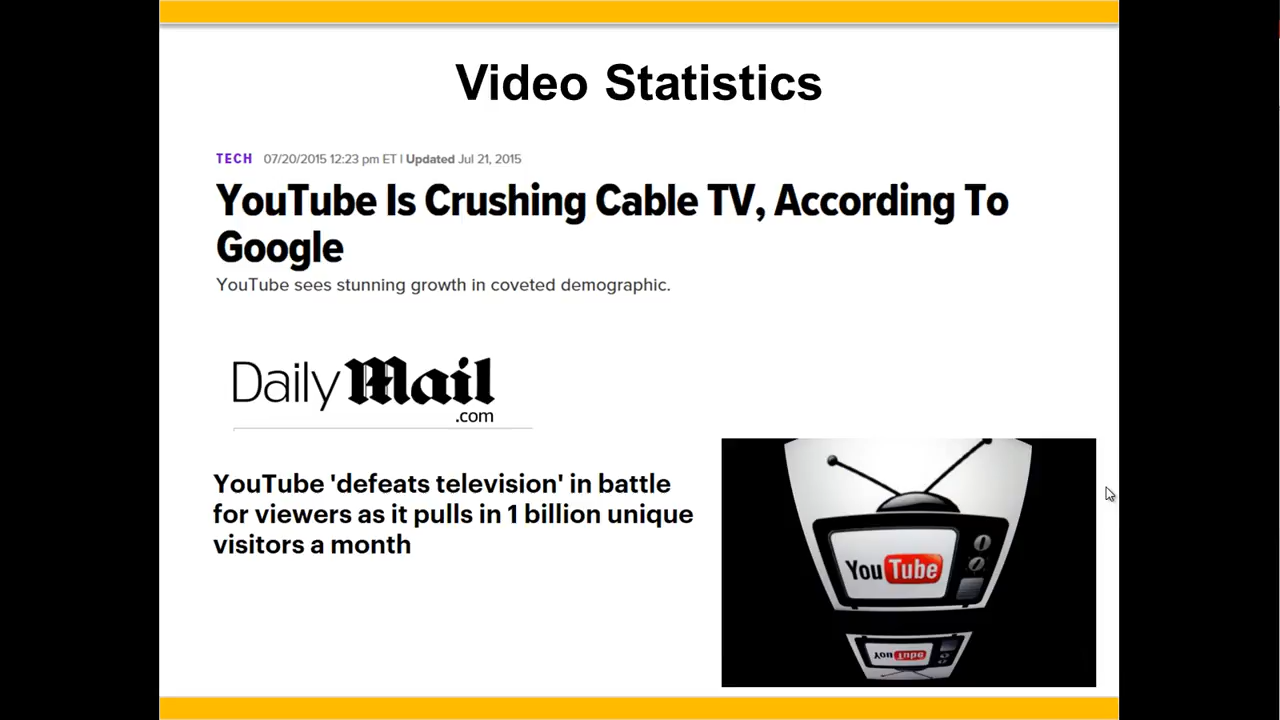 Video Statistics
TECH 07/20/2015 12:23 pm ET | Updated Jul 21, 2015
YouTube Is Crushing Cable TV, According To
Google
YouTube sees stunning growth in coveted demographic.
Daily Mail
.com
YouTube 'defeats television' in battle
for viewers as it pulls in 1 billion unique
visitors a month
YouTube
YouTube